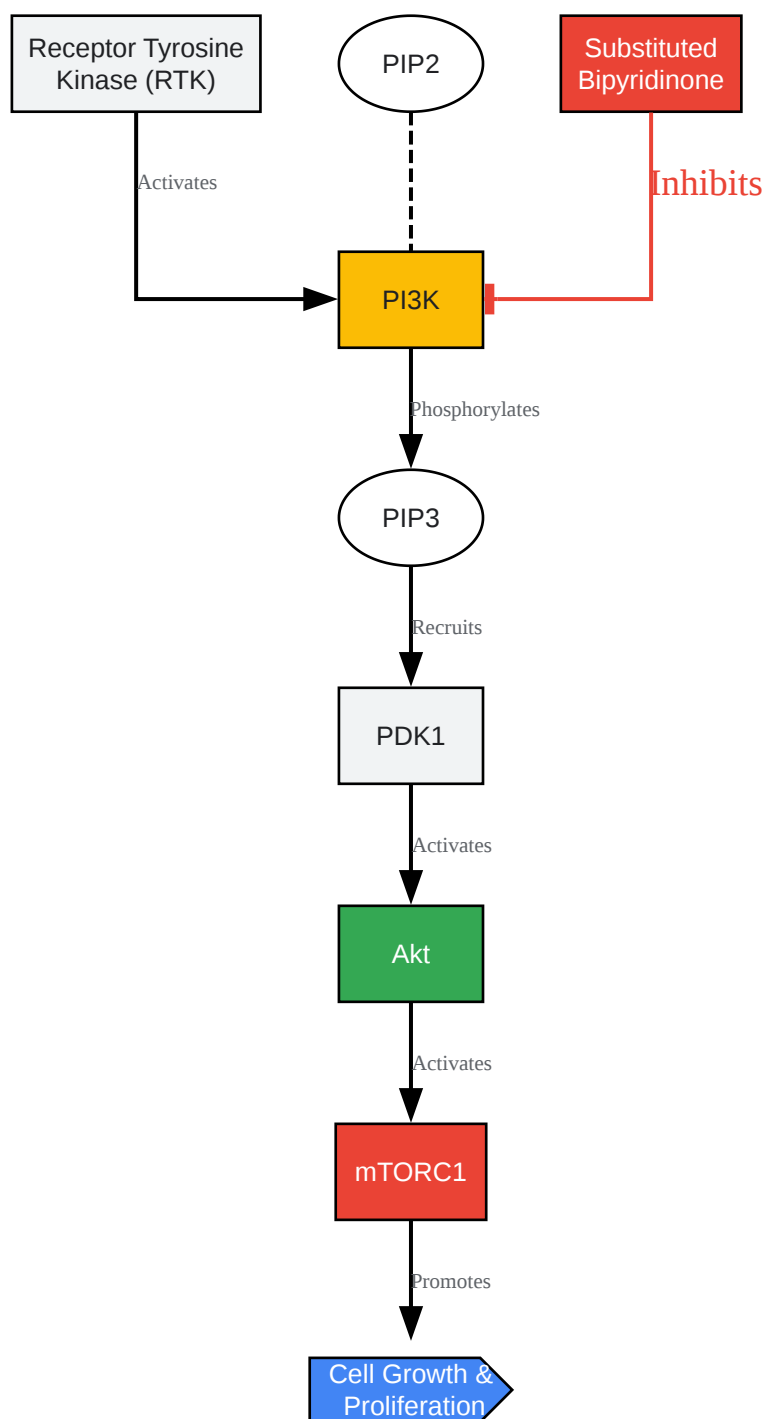 Receptor Tyrosine
Kinase (RTK)
PIP2
Substituted
Bipyridinone
Activates
Inhibits
PI3K
Phosphorylates
PIP3
Recruits
PDK1
Activates
Akt
Activates
mTORC1
Promotes
Cell Growth &
Proliferation